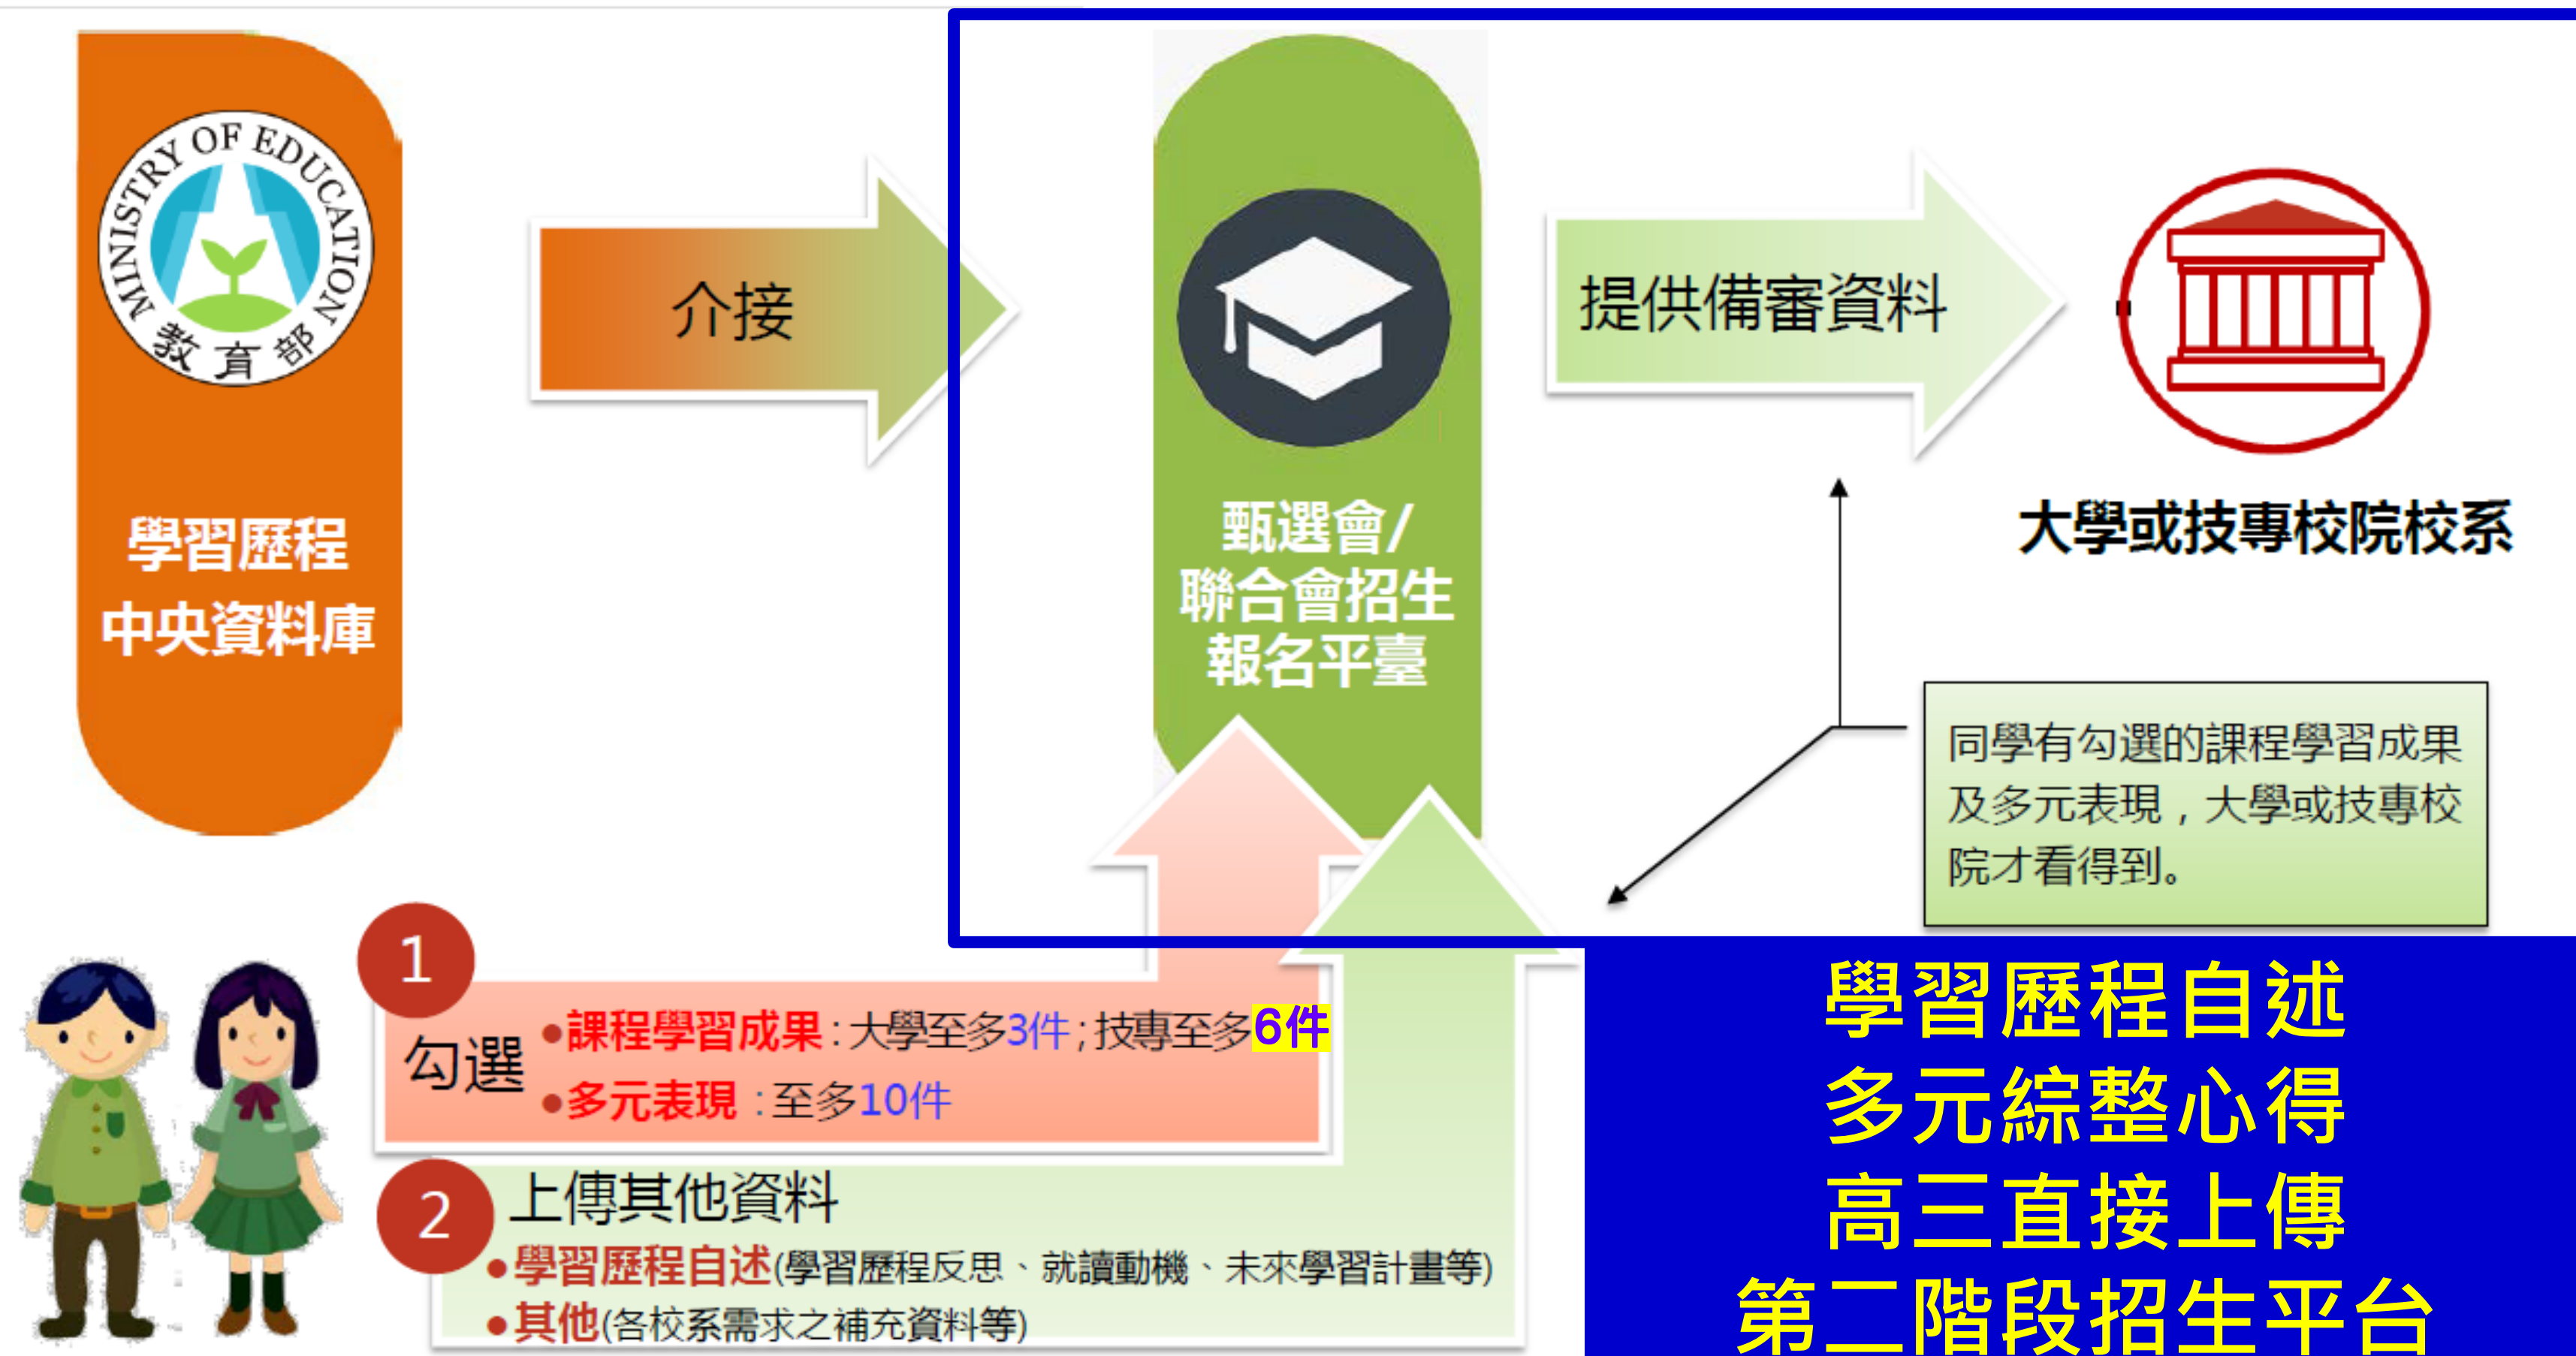 MINISTRY OF EDUCATION
教育部
學習歷程
中央資料庫
介接
甄選會/
聯合會招生
報名平臺
提供備審資料
大學或技專校院校系
同學有勾選的課程學習成果
及多元表現，大學或技專校
院才看得到。
1
勾選
●課程學習成果：大學至多3件；技專至多6件
●多元表現：至多10件
2
上傳其他資料
●學習歷程自述(學習歷程反思、就讀動機、未來學習計畫等)
●其他(各校系需求之補充資料等)
學習歷程自述
多元綜整心得
高三直接上傳
第二階段招生平台